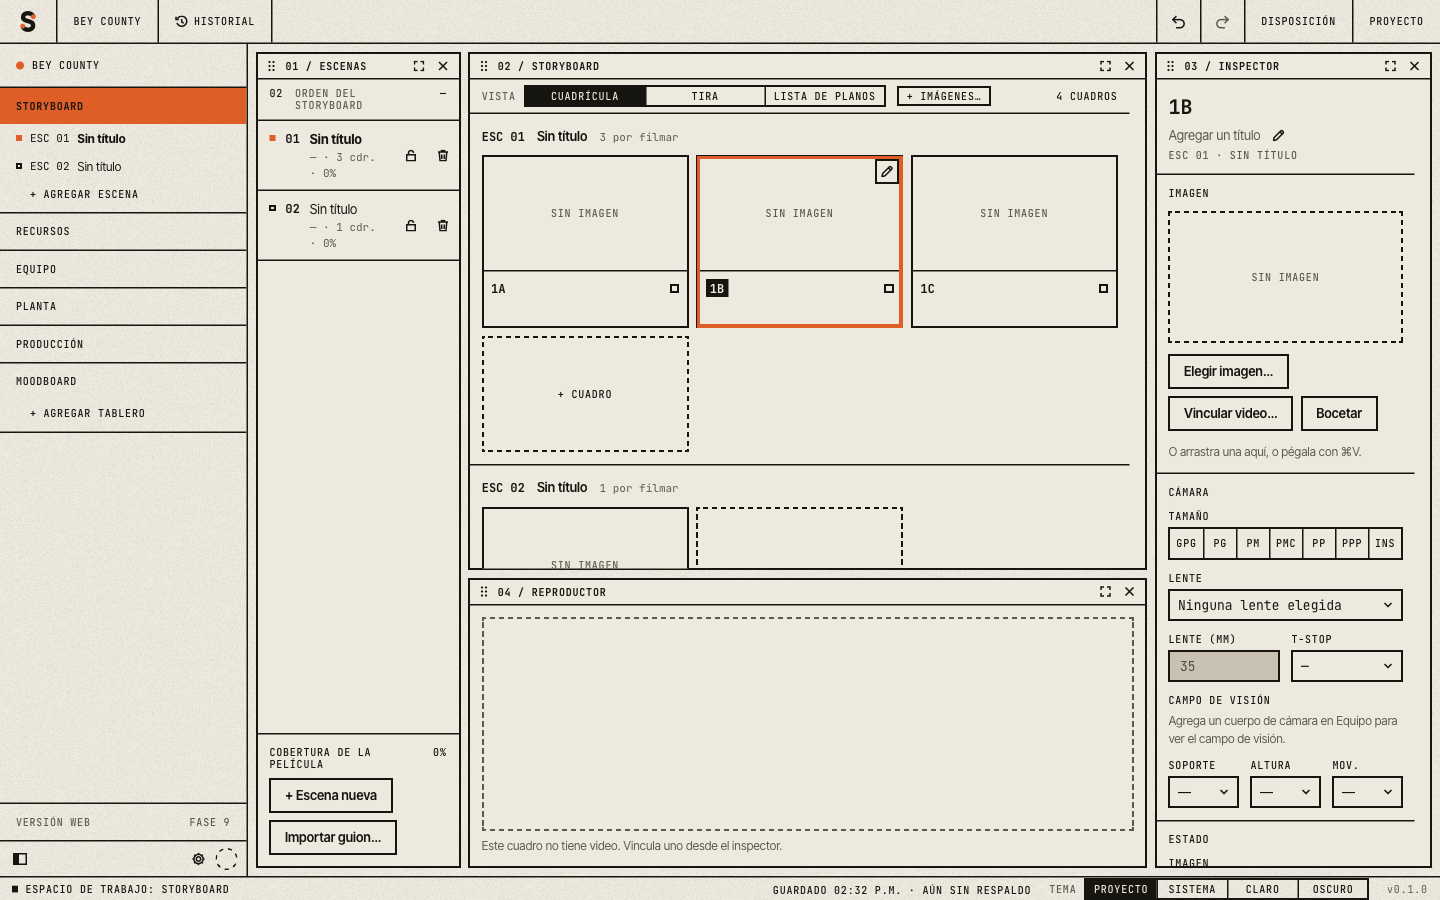 S BEY COUNTY HISTORIAL DISPOSICIÓN PROYECTO
BEY COUNTY
STORYBOARD
ESC 01 Sin título
ESC 02 Sin título
+ AGREGAR ESCENA
RECURSOS
EQUIPO
PLANTA
PRODUCCIÓN
MOODBOARD
+ AGREGAR TABLERO
VERSIÓN WEB FASE 9
01 / ESCENAS
02 ORDEN DEL —
STORYBOARD
01 Sin título
— · 3 cdr.
· 0%
02 Sin título
— · 1 cdr.
· 0%
COBERTURA DE LA 0%
PELÍCULA
+ Escena nueva
Importar guion…
02 / STORYBOARD
VISTA CUADRÍCULA TIRA LISTA DE PLANOS + IMÁGENES… 4 CUADROS
ESC 01 Sin título 3 por filmar
SIN IMAGEN SIN IMAGEN SIN IMAGEN
1A 1B 1C
+ CUADRO
ESC 02 Sin título 1 por filmar
SIN IMAGEN
04 / REPRODUCTOR
Este cuadro no tiene video. Vincula uno desde el inspector.
03 / INSPECTOR
1B
Agregar un título
ESC 01 · SIN TÍTULO
IMAGEN
SIN IMAGEN
Elegir imagen…
Vincular video… Bocetar
O arrastra una aquí, o pégala con ⌘V.
CÁMARA
TAMAÑO
GPG PG PM PMC PP PPP INS
LENTE
Ninguna lente elegida
LENTE (MM) T-STOP
35 —
CAMPO DE VISIÓN
Agrega un cuerpo de cámara en Equipo para
ver el campo de visión.
SOPORTE ALTURA MOV.
— — —
ESTADO
IMAGEN
ESPACIO DE TRABAJO: STORYBOARD GUARDADO 02:32 P.M. · AÚN SIN RESPALDO TEMA PROYECTO SISTEMA CLARO OSCURO v0.1.0